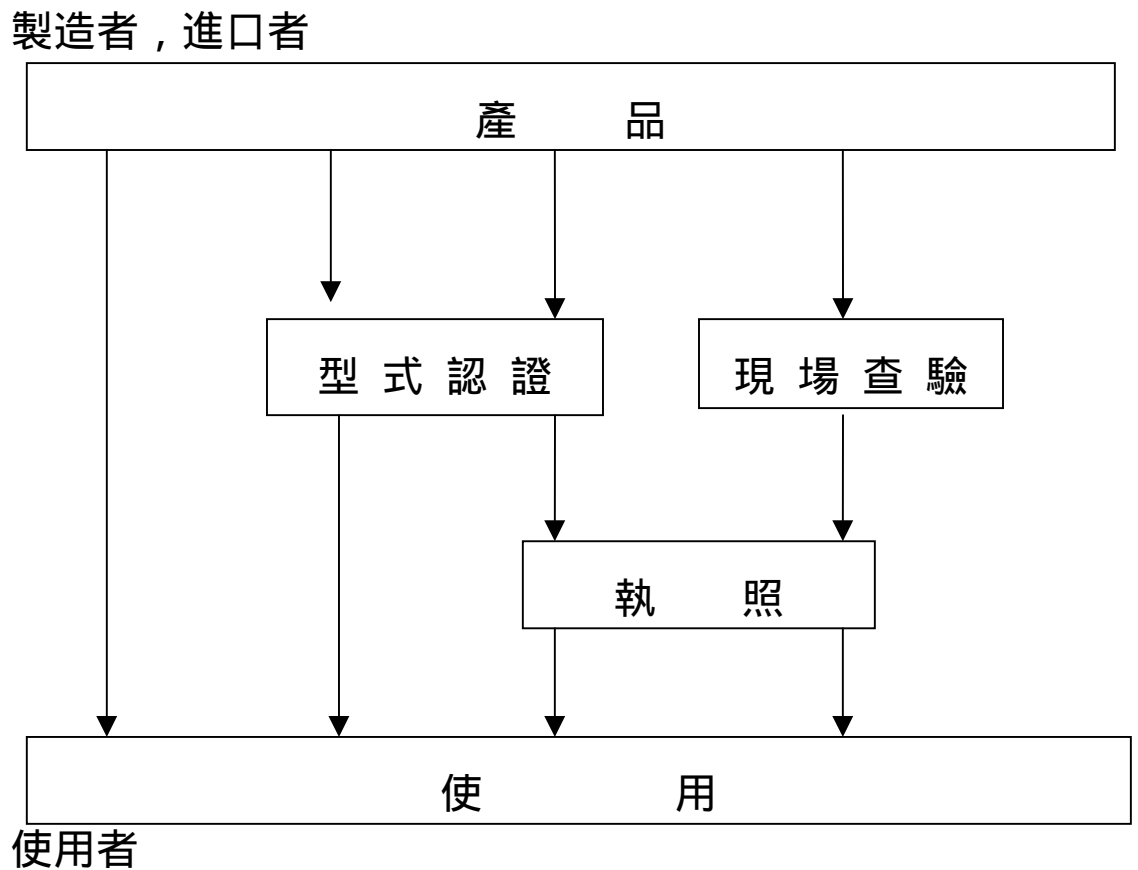 製造者，進口者
產 品
型 式 認 證 現 場 查 驗
執 照
使 用
使用者